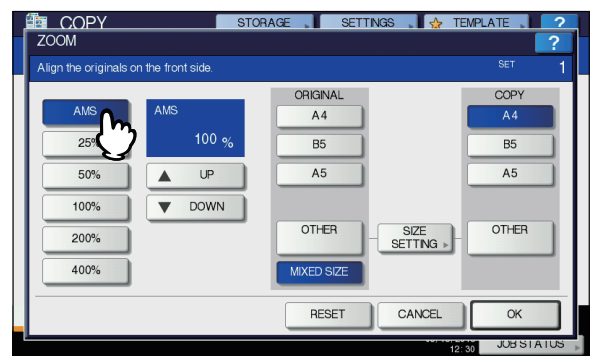 COPY STORAGE SETTINGS TEMPLATE ?
ZOOM ?
Align the originals on the front side. SET 1
ORIGINAL COPY
AMS AMS A4 A4
25% 100 % B5 B5
50% UP A5 A5
100% DOWN
200% OTHER SIZE SETTING OTHER
400% MIXED SIZE
RESET CANCEL OK
12:30 JOB STATUS